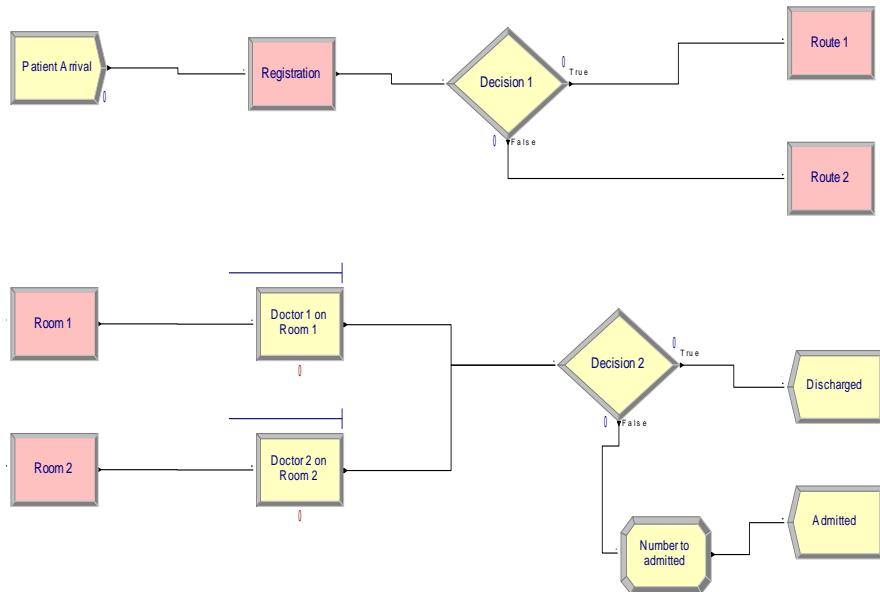 Patient Arrival
0
Registration
Decision 1
0
True
0
False
Route 1
Route 2
Room 1
Doctor 1 on
Room 1
0
Room 2
Doctor 2 on
Room 2
0
Decision 2
0
True
0
False
Discharged
Number to
admitted
Admitted